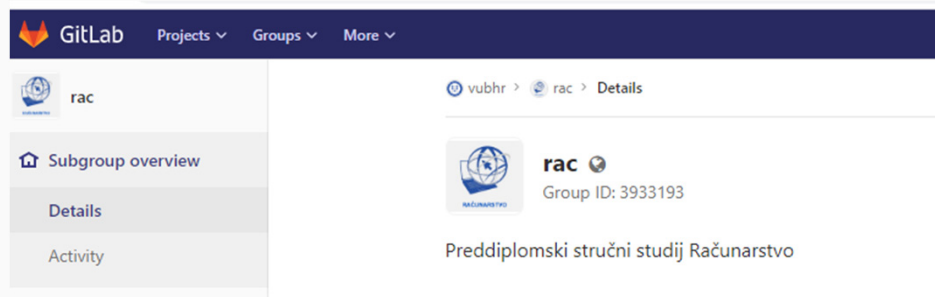 GitLab Projects Groups More
rac
vubhr > rac > Details
Subgroup overview
rac
Group ID: 3933193
RAČUNARSTVO
Details
Preddiplomski stručni studij Računarstvo
Activity